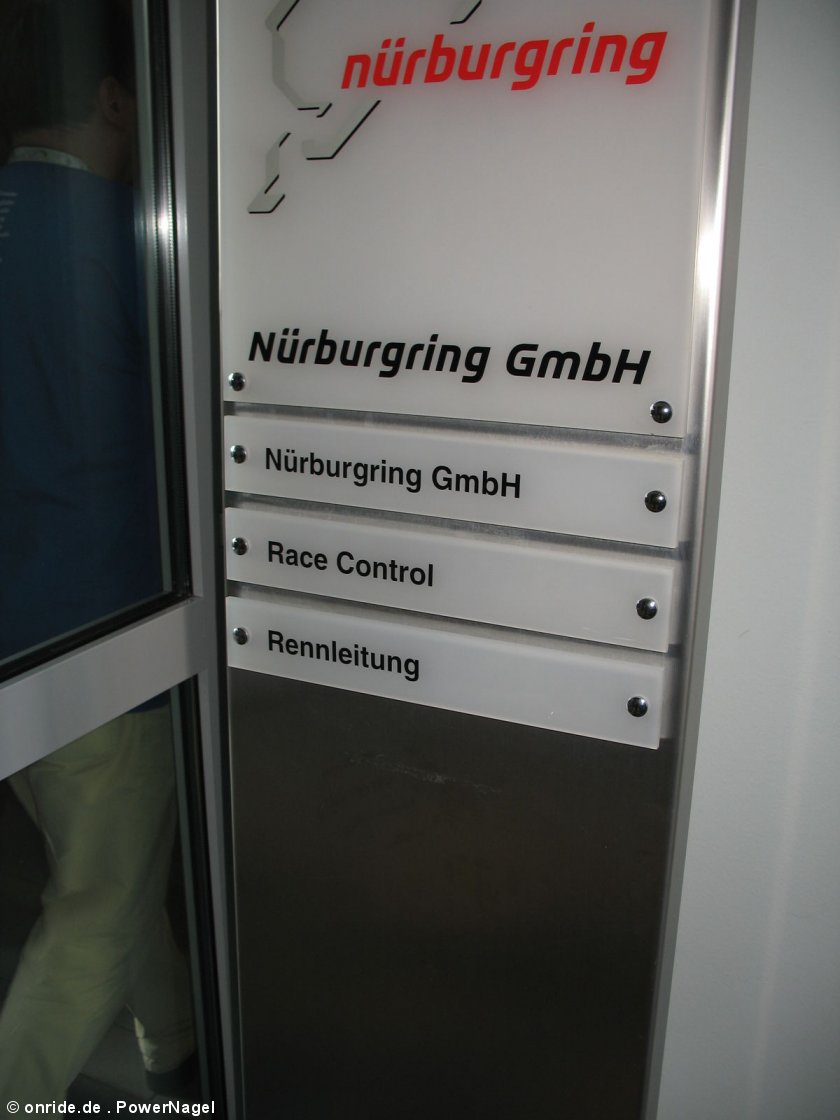 nürburgring
Nürburgring GmbH
Nürburgring GmbH
Race Control
Rennleitung
© onride.de . PowerNagel